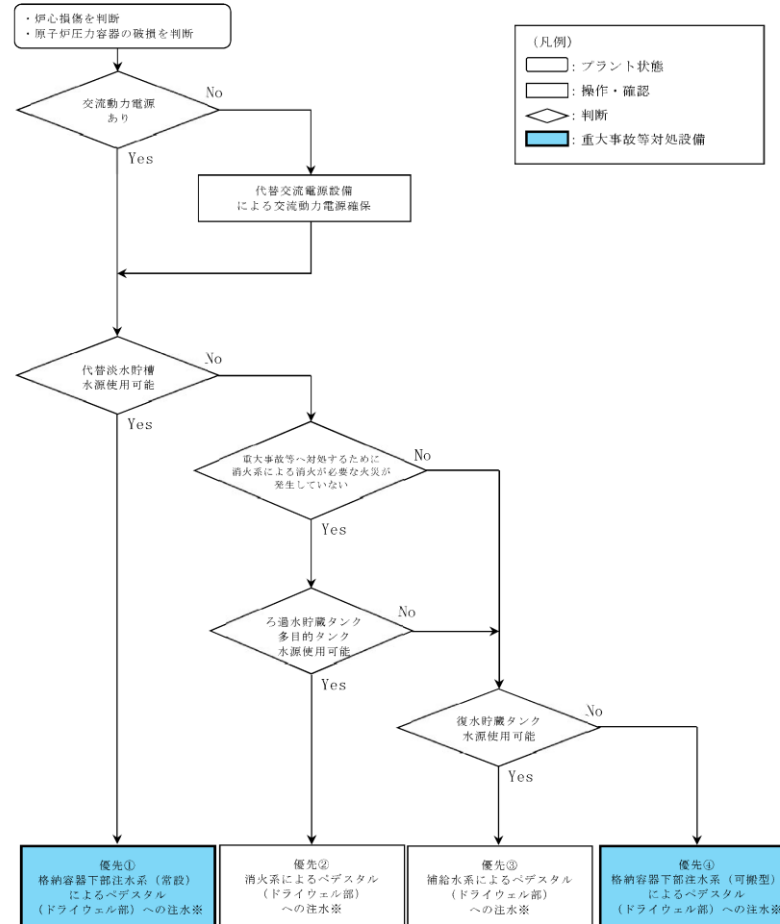 ・炉心損傷を判断
・原子炉圧力容器の破損を判断
(凡例)
: プラント状態
: 操作・確認
: 判断
: 重大事故等対処設備
交流動力電源
あり
No
Yes
代替交流電源設備
による交流動力電源確保
代替淡水貯槽
水源使用可能
No
Yes
重大事故等へ対処するために
消火系による消火が必要な火災が
発生していない
No
Yes
ろ過水貯蔵タンク
多目的タンク
水源使用可能
No
Yes
復水貯蔵タンク
水源使用可能
No
Yes
優先①
格納容器下部注水系(常設)
によるペデスタル
(ドライウェル部)への注水※
優先②
消火系によるペデスタル
(ドライウェル部)
への注水※
優先③
補給水系によるペデスタル
(ドライウェル部)
への注水※
優先④
格納容器下部注水系(可搬型)
によるペデスタル
(ドライウェル部)への注水※